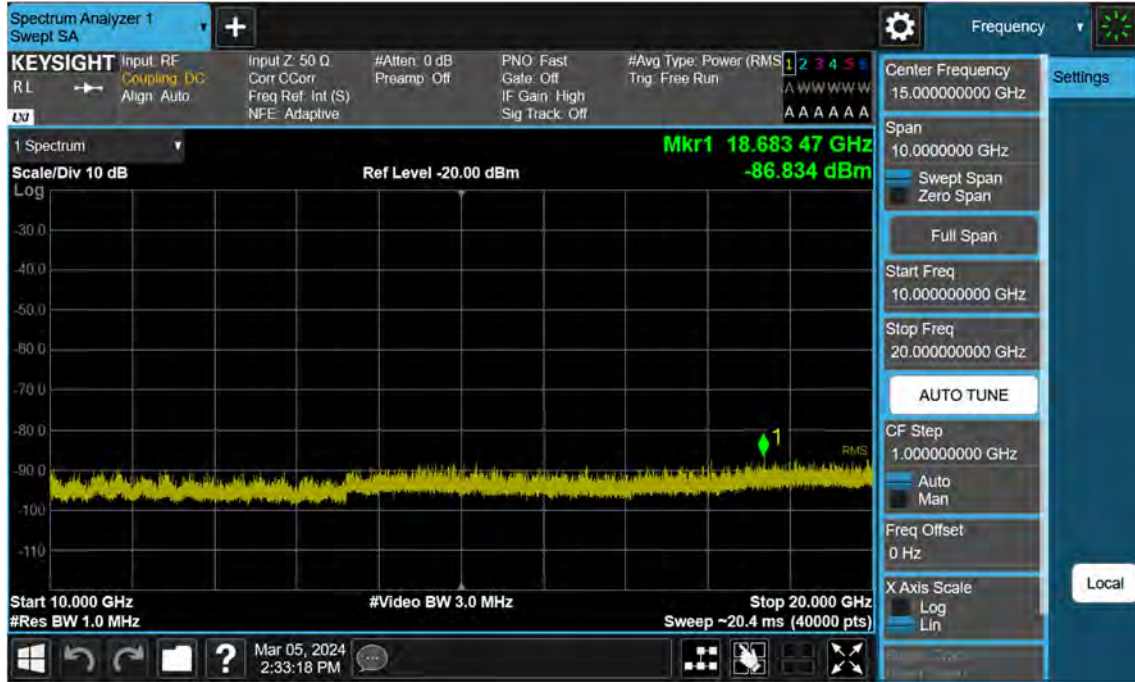 Spectrum Analyzer 1
Swept SA
+
Frequency
KEYSIGHT
R L
LXI
Input: RF
Coupling: DC
Align: Auto
Input Z: 50 Ω
Corr CCorr
Freq Ref: Int (S)
NFE: Adaptive
#Atten: 0 dB
Preamp: Off
PNO: Fast
Gate: Off
IF Gain: High
Sig Track: Off
#Avg Type: Power (RMS
Trig: Free Run
1 2 3 4 5 6
A W W W W W
A A A A A A
Center Frequency
15.000000000 GHz
Settings
1 Spectrum
Mkr1 18.683 47 GHz
-86.834 dBm
Scale/Div 10 dB
Ref Level -20.00 dBm
Log
-30.0
-40.0
-50.0
-60.0
-70.0
-80.0
-90.0
-100
-110
1
RMS
Start 10.000 GHz
#Res BW 1.0 MHz
#Video BW 3.0 MHz
Stop 20.000 GHz
Sweep ~20.4 ms (40000 pts)
Span
10.0000000 GHz
Swept Span
Zero Span
Full Span
Start Freq
10.000000000 GHz
Stop Freq
20.000000000 GHz
AUTO TUNE
CF Step
1.000000000 GHz
Auto
Man
Freq Offset
0 Hz
X Axis Scale
Log
Lin
Local
?
Mar 05, 2024
2:33:18 PM